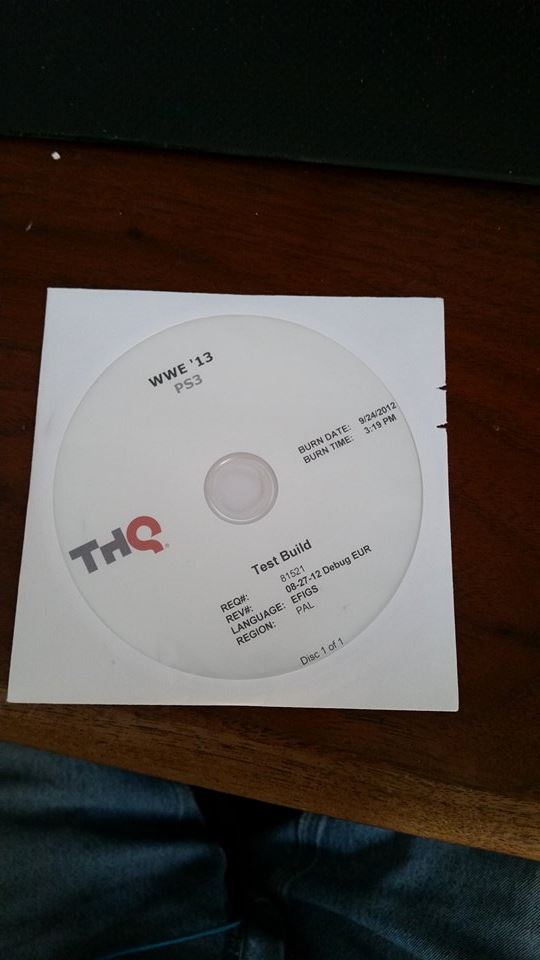 WWE '13
PS3
BURN DATE: 9/24/2012
BURN TIME: 3:19 PM
THQ
Test Build
REQ#: 81521
REV#: 08-27-12 Debug EUR
LANGUAGE: EFIGS
REGION: PAL
Disc 1 of 1